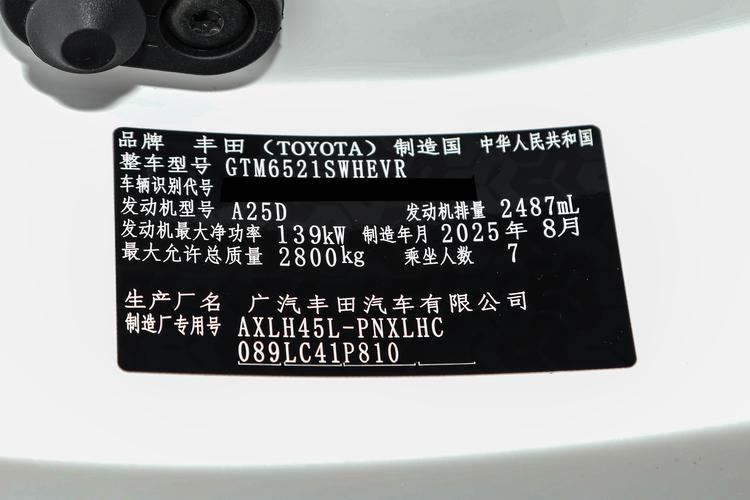 品牌 丰田（TOYOTA）制造国 中华人民共和国
整车型号 GTM6521SWHEVR
车辆识别代号
发动机型号 A25D 发动机排量 2487mL
发动机最大净功率 139kW 制造年月 2025年 8月
最大允许总质量 2800kg 乘坐人数 7
生产厂名 广汽丰田汽车有限公司
制造厂专用号 AXLH45L-PNXLHC
089LC41P810